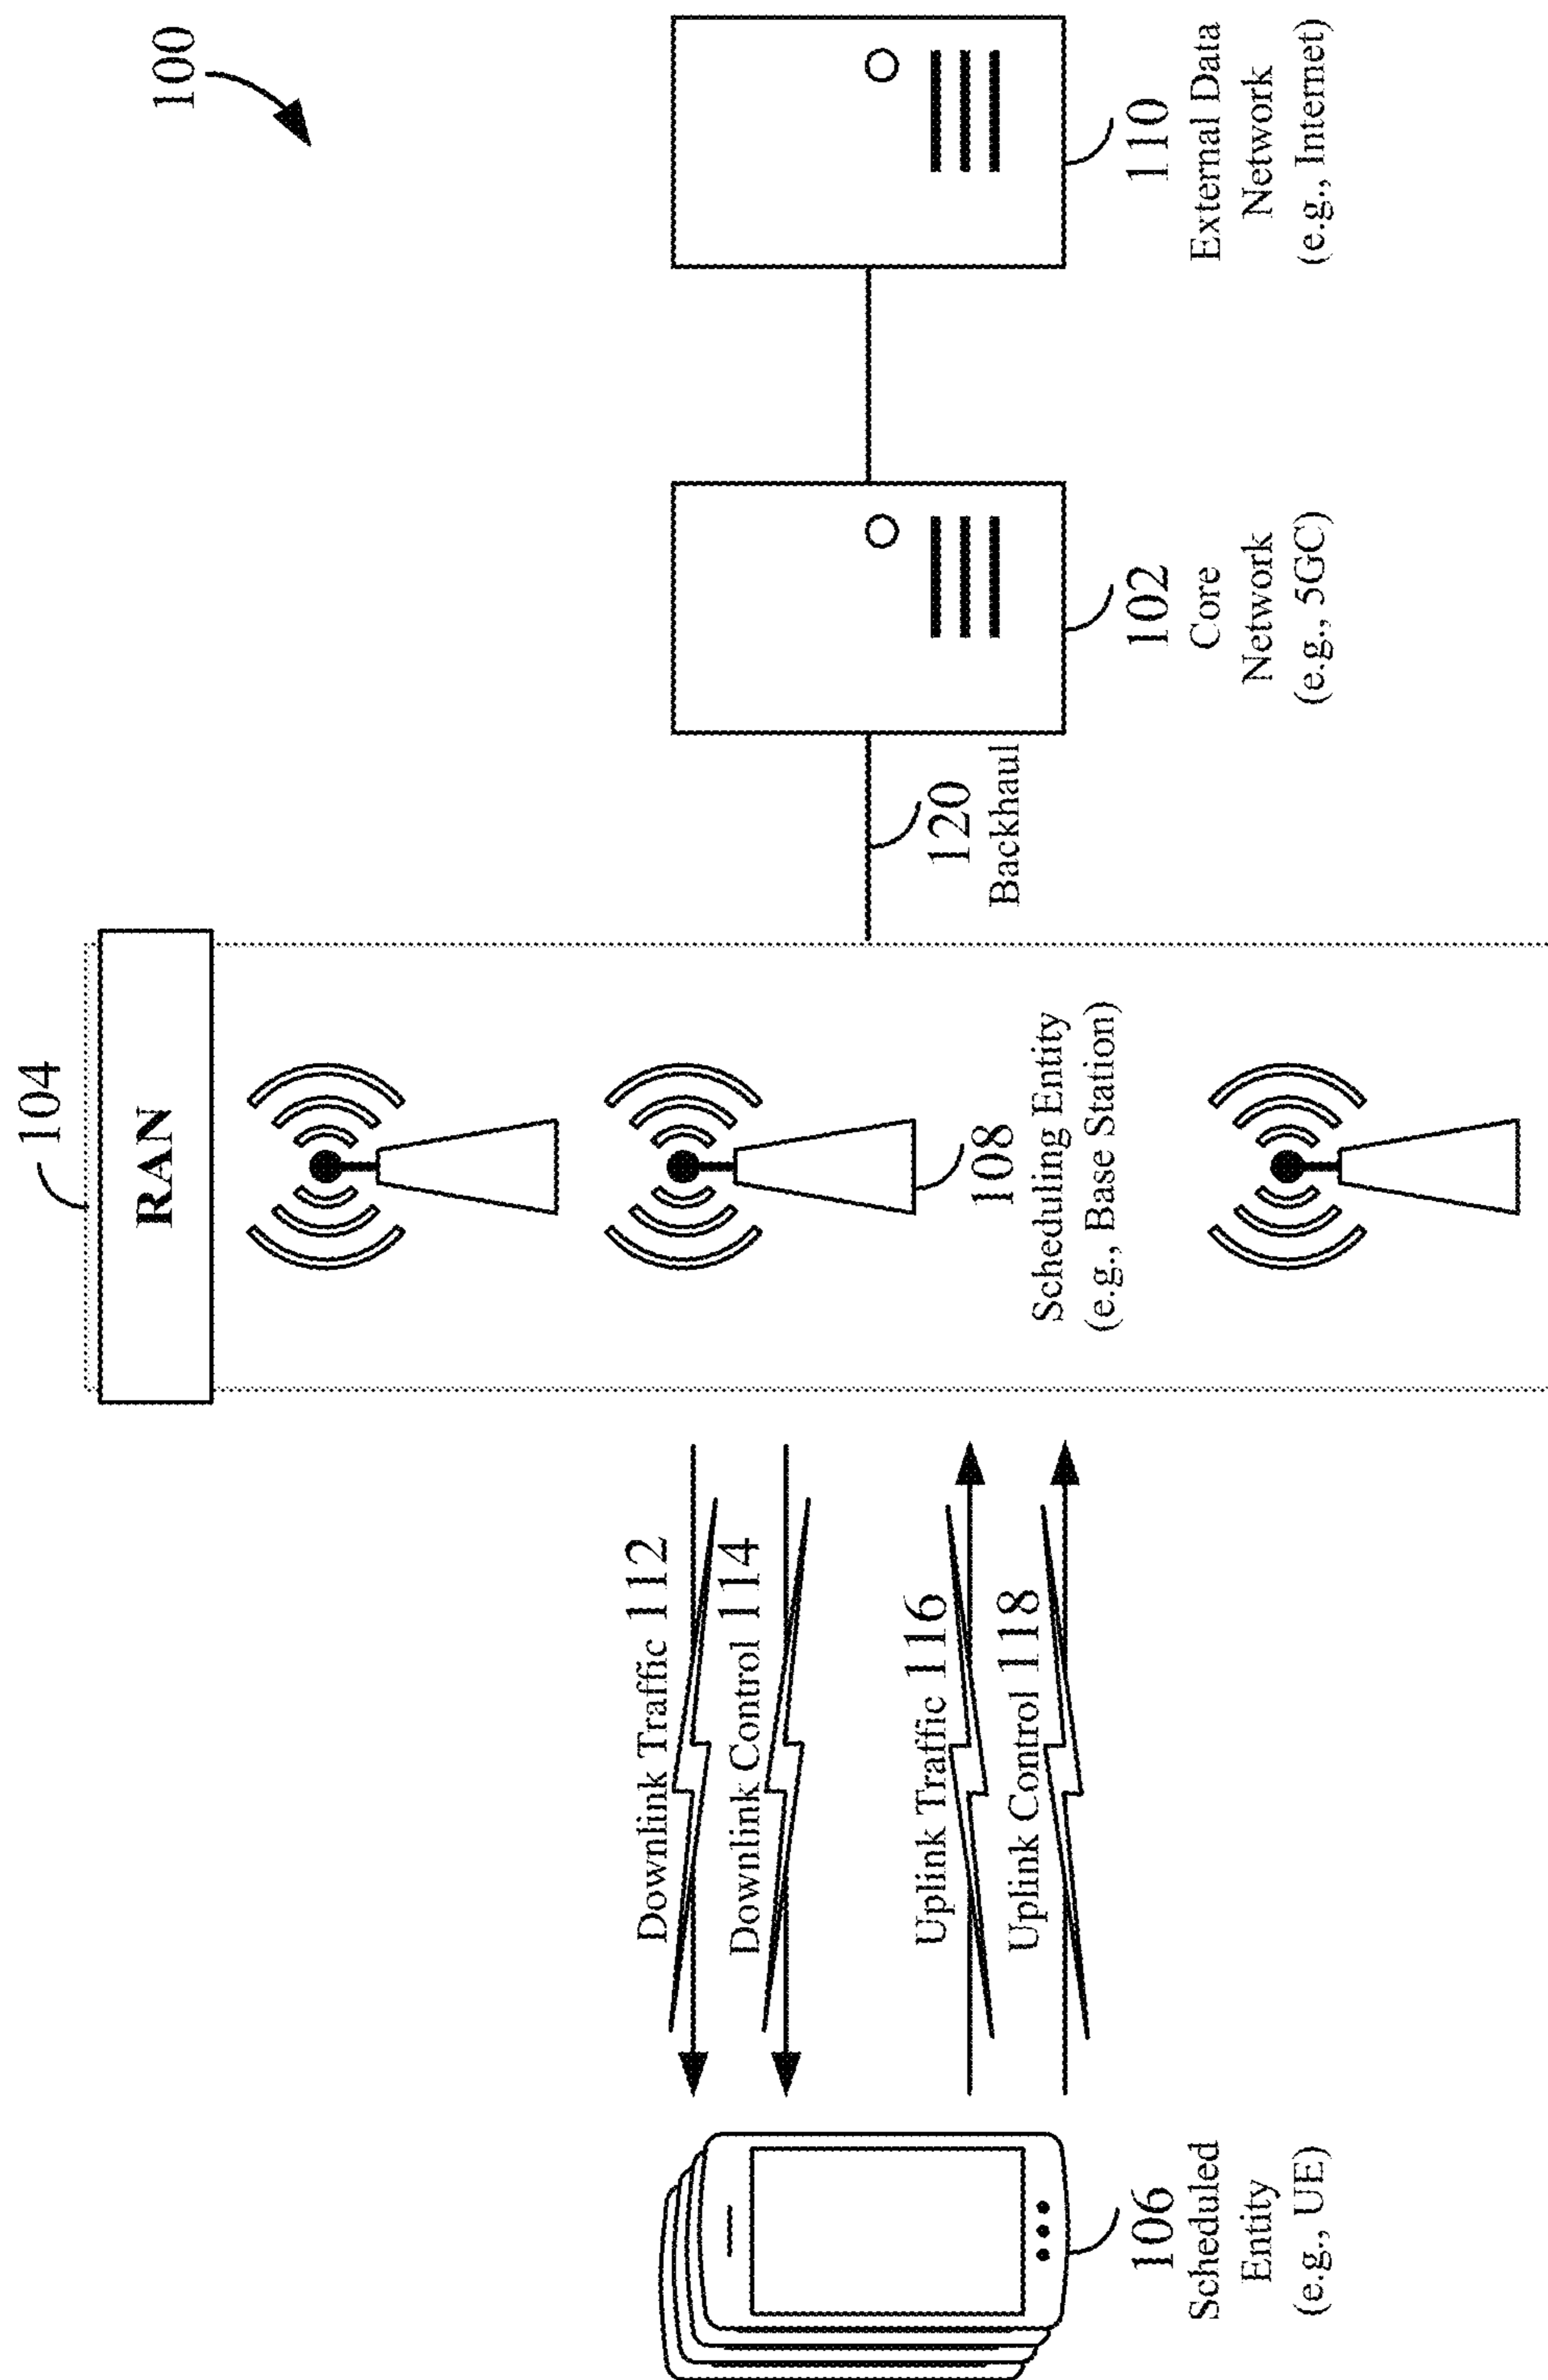 100
104
RAN
Downlink Traffic 112
Downlink Control 114
Uplink Traffic 116
Uplink Control 118
106
Scheduled
Entity
(e.g., UE)
108
Scheduling Entity
(e.g., Base Station)
120
Backhaul
102
Core
Network
(e.g., 5GC)
110
External Data
Network
(e.g., Internet)